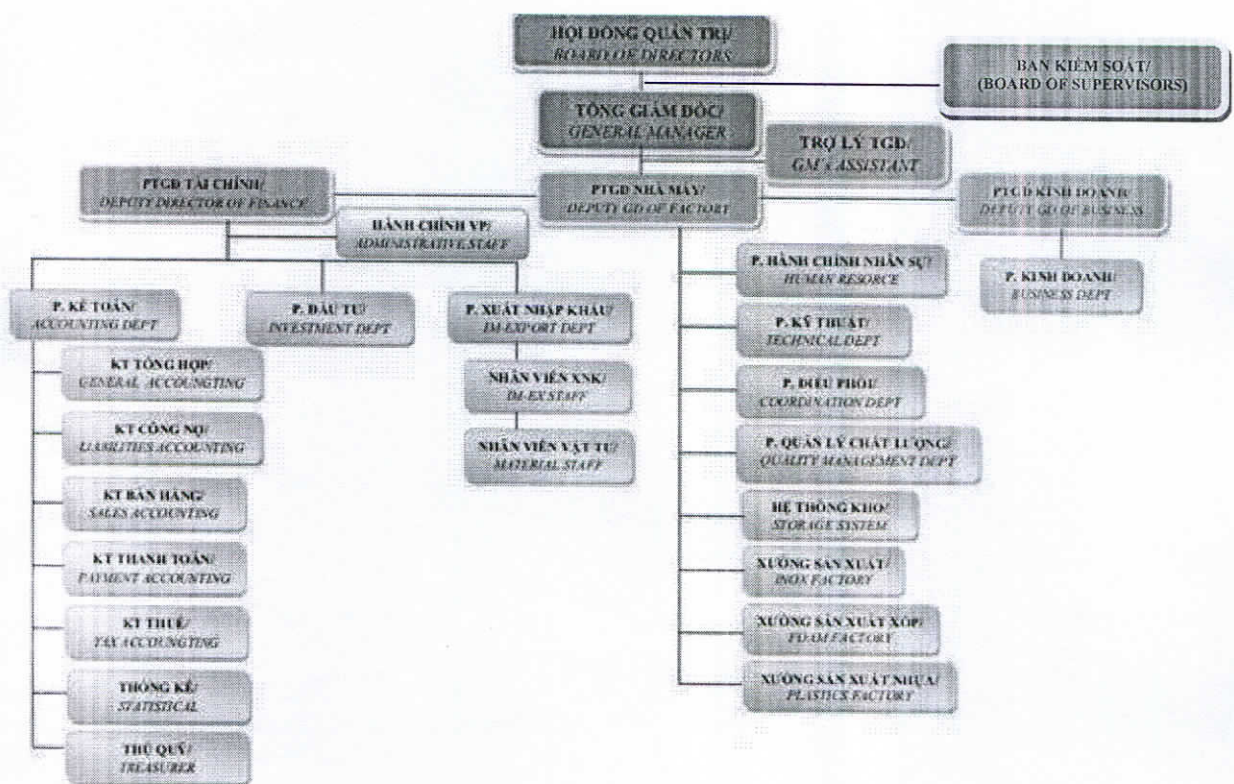 HỘI ĐỒNG QUẢN TRỊ/
BOARD OF DIRECTORS
BAN KIỂM SOÁT/
(BOARD OF SUPERVISORS)
TỔNG GIÁM ĐỐC/
GENERAL MANAGER
TRỢ LÝ TGĐ/
GM's ASSISTANT
PTGĐ TÀI CHÍNH/
DEPUTY DIRECTOR OF FINANCE
PTGĐ NHÀ MÁY/
DEPUTY GD OF FACTORY
PTGĐ KINH DOANH/
DEPUTY GD OF BUSINESS
HÀNH CHÍNH VP/
ADMINISTRATIVE STAFF
P. KẾ TOÁN/
ACCOUNTING DEPT
P. ĐẦU TƯ/
INVESTMENT DEPT
P. XUẤT NHẬP KHẨU/
IM-EXPORT DEPT
KT TỔNG HỢP/
GENERAL ACCOUNGTING
KT CÔNG NỢ/
LIABILITIES ACCOUNTING
KT BÁN HÀNG/
SALES ACCOUNTING
KT THANH TOÁN/
PAYMENT ACCOUNTING
KT THUẾ/
TAX ACCOUNGTING
THỐNG KÊ/
STATISTICAL
THỦ QUỸ/
TREASURER
NHÂN VIÊN XNK/
IM-EX STAFF
NHÂN VIÊN VẬT TƯ/
MATERIAL STAFF
P. HÀNH CHÍNH NHÂN SỰ/
HUMAN RESORCE
P. KỸ THUẬT/
TECHNICAL DEPT
P. ĐIỀU PHỐI/
COORDINATION DEPT
P. QUẢN LÝ CHẤT LƯỢNG/
QUALITY MANAGEMENT DEPT
HỆ THỐNG KHO/
STORAGE SYSTEM
XƯỞNG SẢN XUẤT/
INOX FACTORY
XƯỞNG SẢN XUẤT XỐP/
FOAM FACTORY
XƯỞNG SẢN XUẤT NHỰA/
PLASTICS FACTORY
P. KINH DOANH/
BUSINESS DEPT